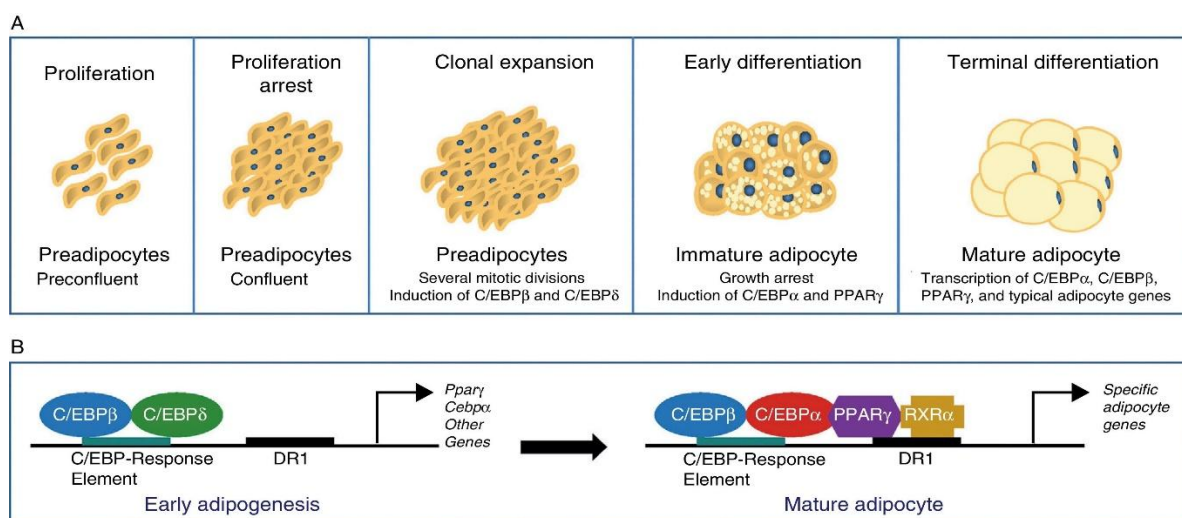 A
Proliferation
Preadipocytes
Preconfluent
Proliferation
arrest
Preadipocytes
Confluent
Clonal expansion
Preadipocytes
Several mitotic divisions
Induction of C/EBPβ and C/EBPδ
Early differentiation
Immature adipocyte
Growth arrest
Induction of C/EBPα and PPARγ
Terminal differentiation
Mature adipocyte
Transcription of C/EBPα, C/EBPβ,
PPARγ, and typical adipocyte genes
B
C/EBPβ
C/EBPδ
C/EBP-Response
Element
DR1
Pparγ
Cebpα
Other
Genes
Early adipogenesis
C/EBPβ
C/EBPα
PPARγ
RXRα
C/EBP-Response
Element
DR1
Specific
adipocyte
genes
Mature adipocyte